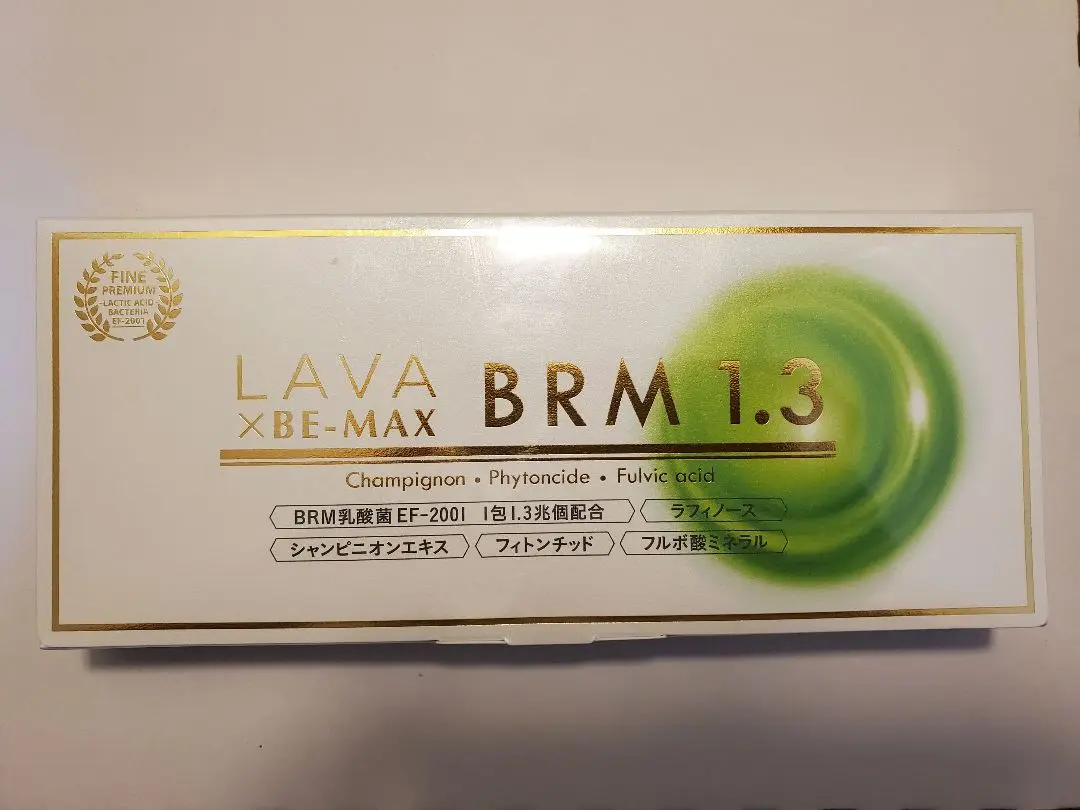 FINE
PREMIUM
-LACTIC ACID-
BACTERIA
EF-2001
LAVA
×BE-MAX
BRM 1.3
Champignon • Phytoncide • Fulvic acid
BRM乳酸菌EF-2001 1包1.3兆個配合
ラフィノース
シャンピニオンエキス
フィトンチッド
フルボ酸ミネラル